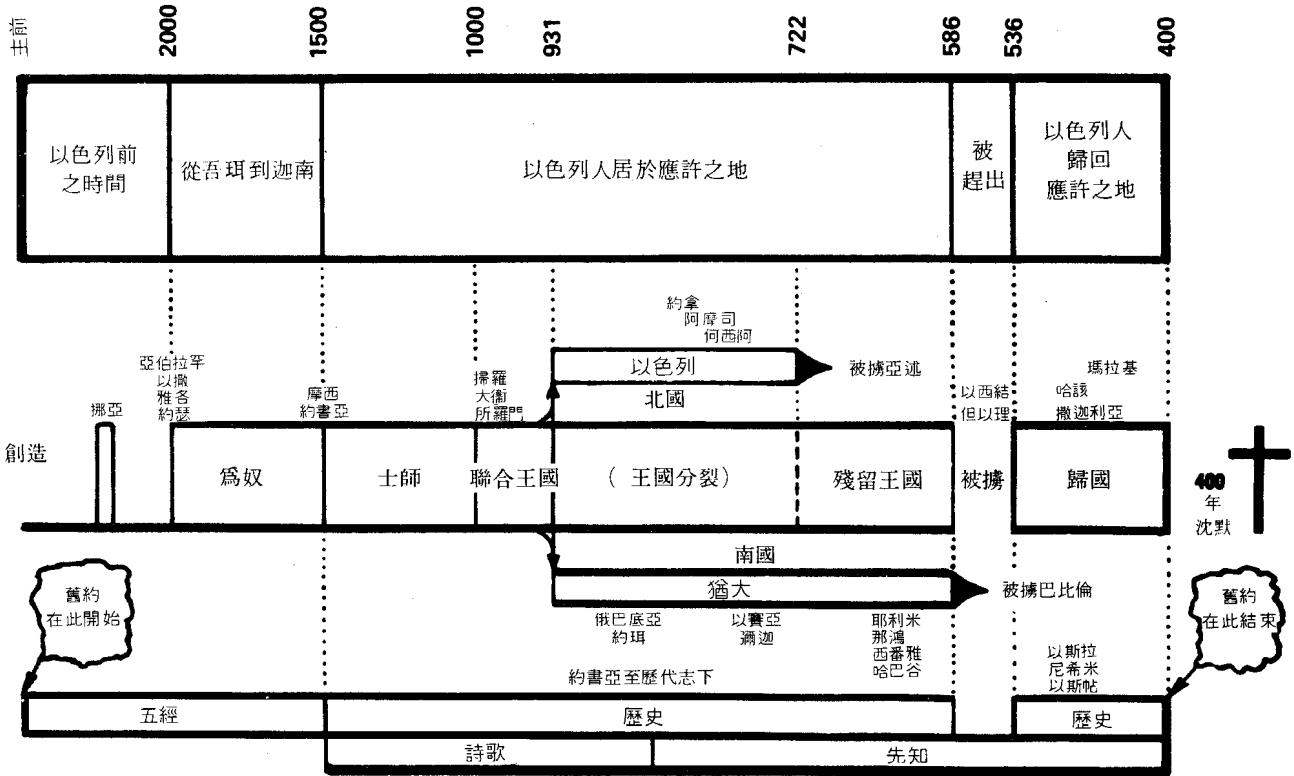 主前
2000
1500
1000
931
722
586
536
400
以色列前
之時間
從吾珥到迦南
以色列人居於應許之地
被
趕出
以色列人
歸回
應許之地
約拿
阿摩司
何西阿
以色列
被擄亞述
北國
挪亞
亞伯拉罕
以撒
雅各
約瑟
摩西
約書亞
掃羅
大衞
所羅門
以西結
但以理
瑪拉基
哈該
撒迦利亞
創造
爲奴
士師
聯合王國
( 王國分裂 )
殘留王國
被擄
歸國
400
年
沈默
南國
猶大
被擄巴比倫
舊約
在此開始
舊約
在此結束
俄巴底亞
約珥
以賽亞
彌迦
耶利米
那鴻
西番雅
哈巴谷
以斯拉
尼希米
以斯帖
約書亞至歷代志下
五經
歷史
歷史
詩歌
先知